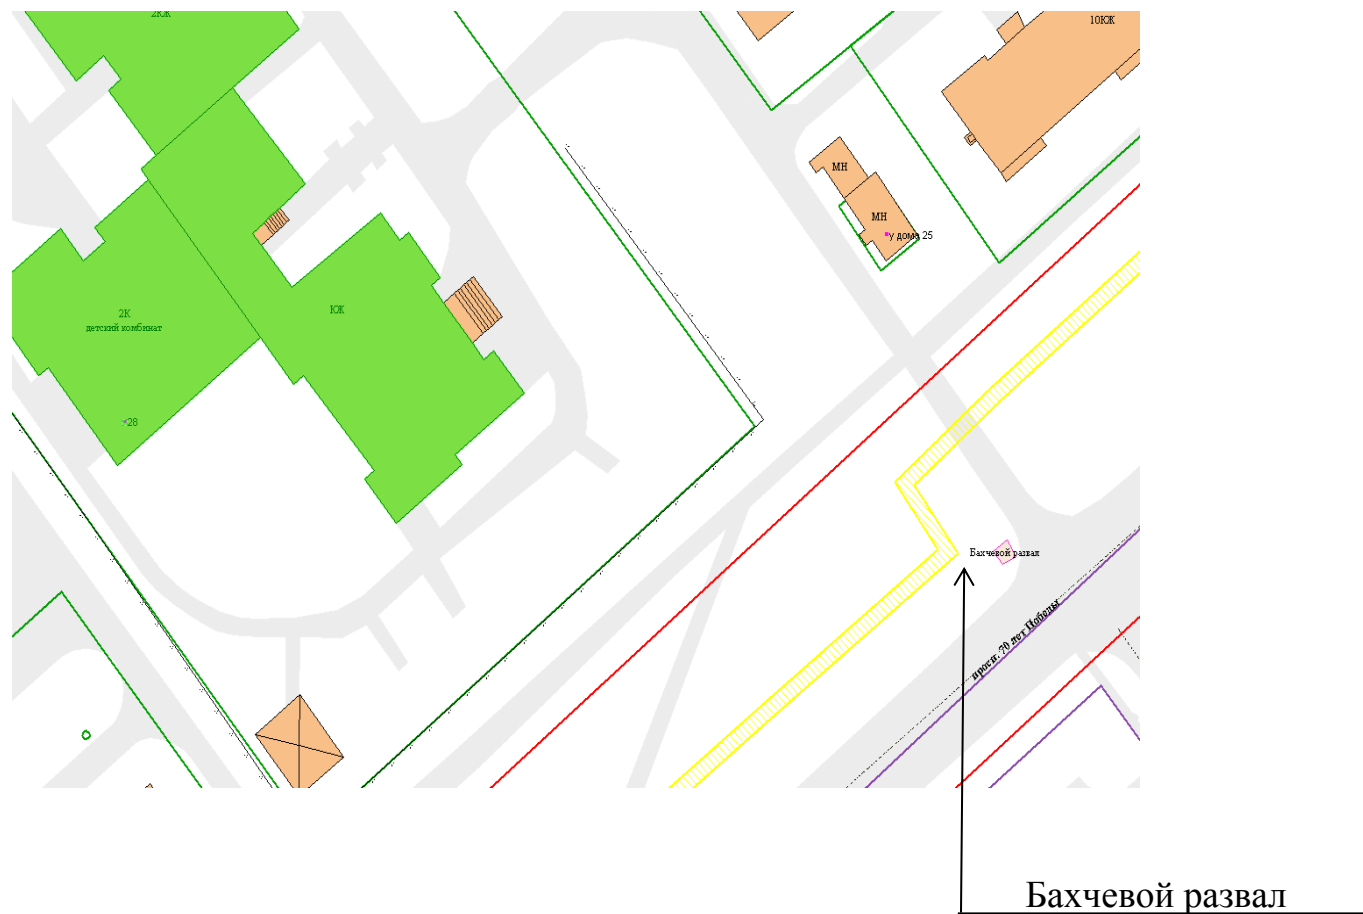 2КЖ
10КЖ
МН
МН
у дома 25
КЖ
2К
детский комбинат
28
Бахчевой развал
просп. 70 лет Победы
Бахчевой развал